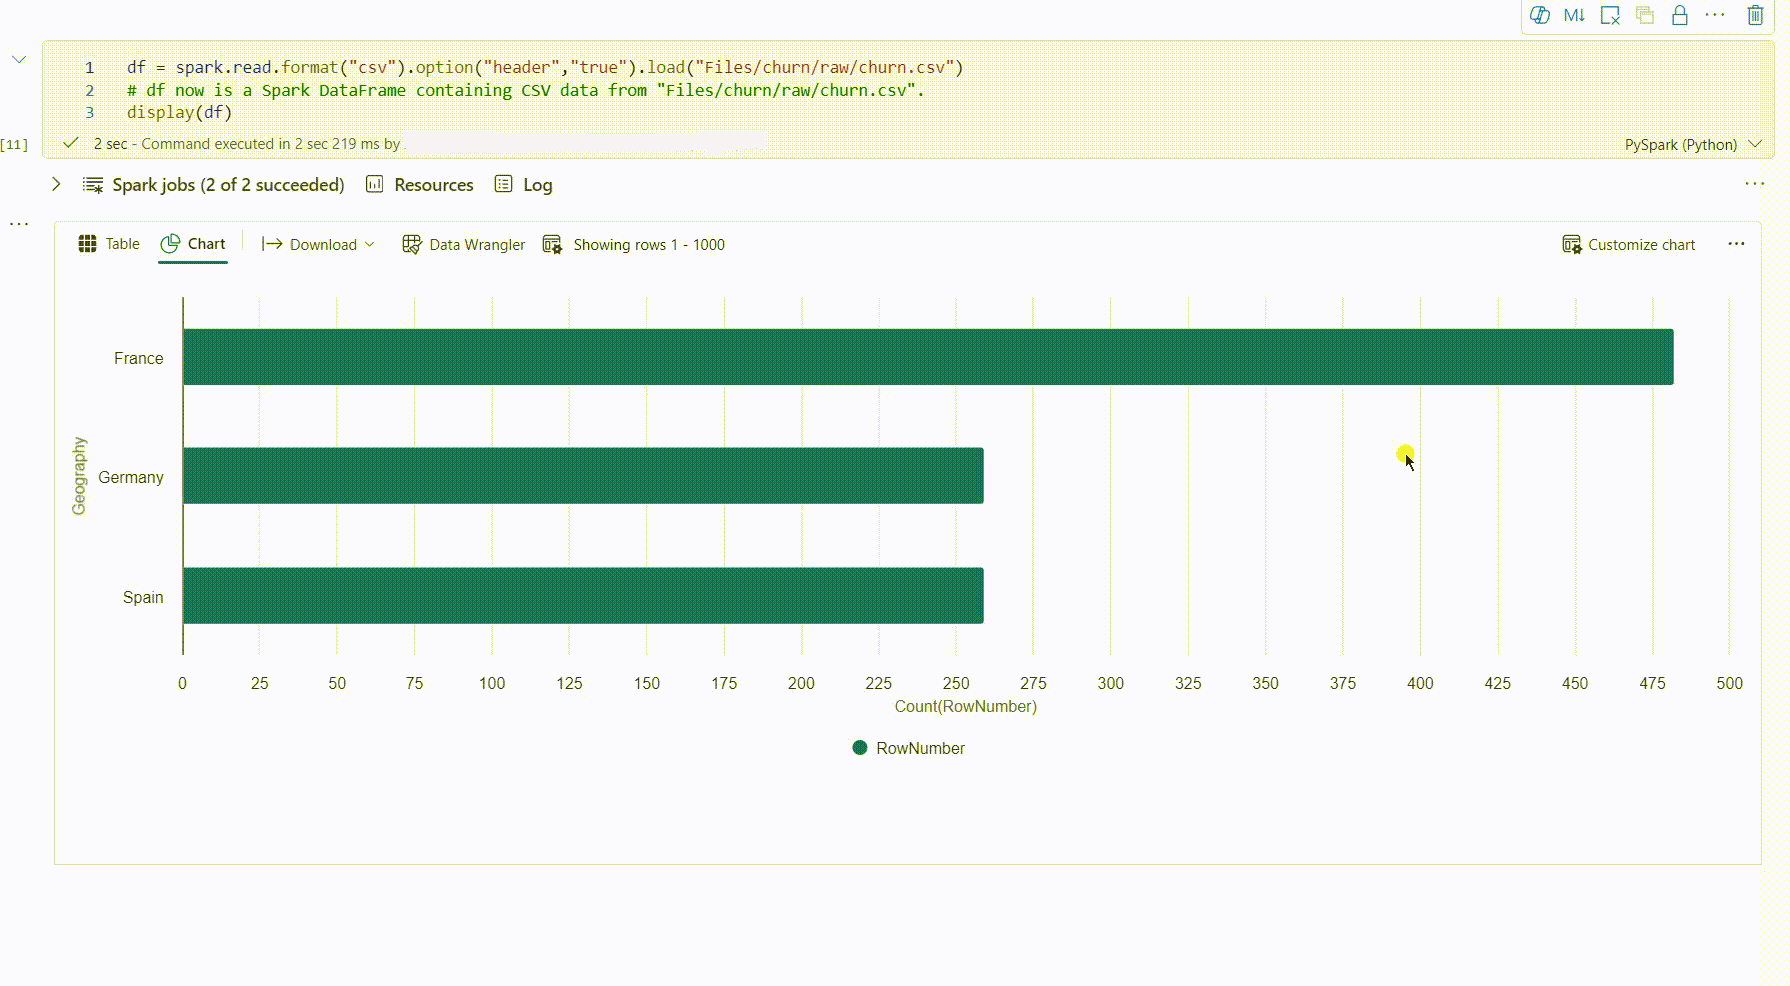 M↓
1 df = spark.read.format("csv").option("header","true").load("Files/churn/raw/churn.csv")
2 # df now is a Spark DataFrame containing CSV data from "Files/churn/raw/churn.csv".
3 display(df)
[11] 2 sec - Command executed in 2 sec 219 ms by PySpark (Python)
Spark jobs (2 of 2 succeeded) Resources Log
Table Chart Download Data Wrangler Showing rows 1 - 1000 Customize chart
France
Geography
Germany
Spain
0 25 50 75 100 125 150 175 200 225 250 275 300 325 350 375 400 425 450 475 500
Count(RowNumber)
RowNumber